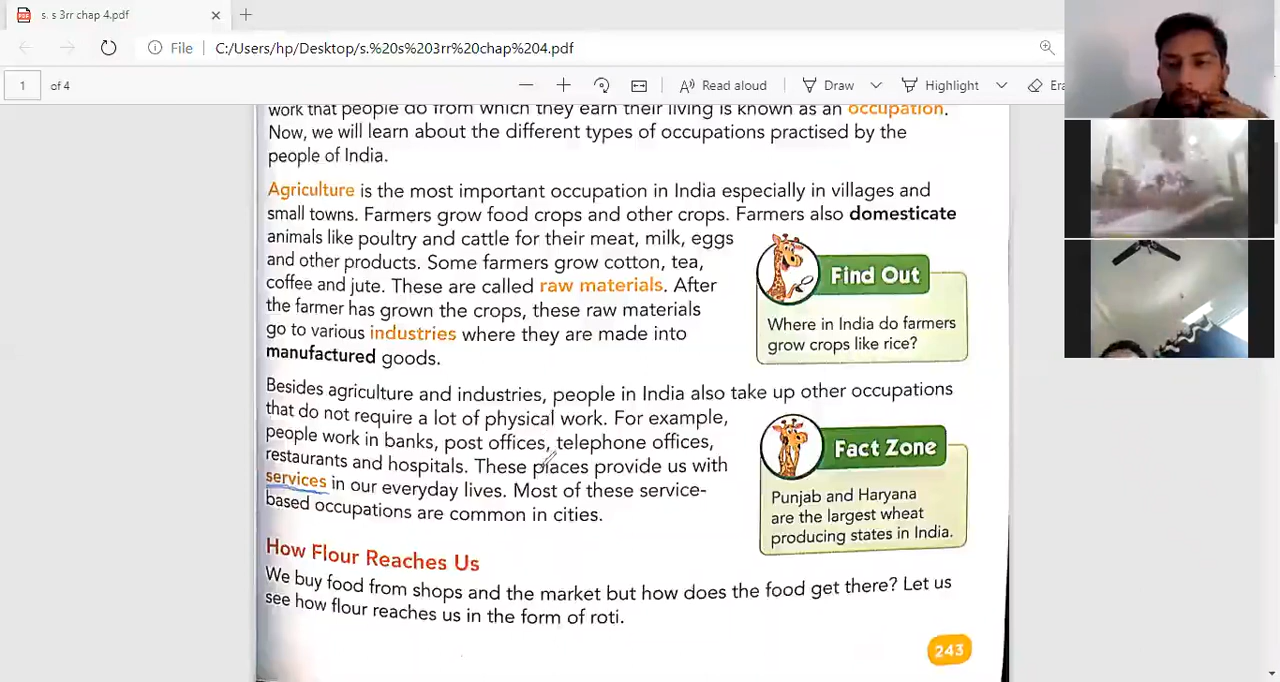 s. s 3rr chap 4.pdf
File
C:/Users/hp/Desktop/s.%20s%203rr%20chap%204.pdf
1
of 4
Read aloud
Draw
Highlight
Era
work that people do from which they earn their living is known as an occupation.
Now, we will learn about the different types of occupations practised by the
people of India.
Agriculture is the most important occupation in India especially in villages and
small towns. Farmers grow food crops and other crops. Farmers also domesticate
animals like poultry and cattle for their meat, milk, eggs
and other products. Some farmers grow cotton, tea,
coffee and jute. These are called raw materials. After
the farmer has grown the crops, these raw materials
go to various industries where they are made into
manufactured goods.
Find Out
Where in India do farmers
grow crops like rice?
Besides agriculture and industries, people in India also take up other occupations
that do not require a lot of physical work. For example,
people work in banks, post offices, telephone offices,
restaurants and hospitals. These places provide us with
services in our everyday lives. Most of these service-
based occupations are common in cities.
Fact Zone
Punjab and Haryana
are the largest wheat
producing states in India.
How Flour Reaches Us
We buy food from shops and the market but how does the food get there? Let us
see how flour reaches us in the form of roti.
243